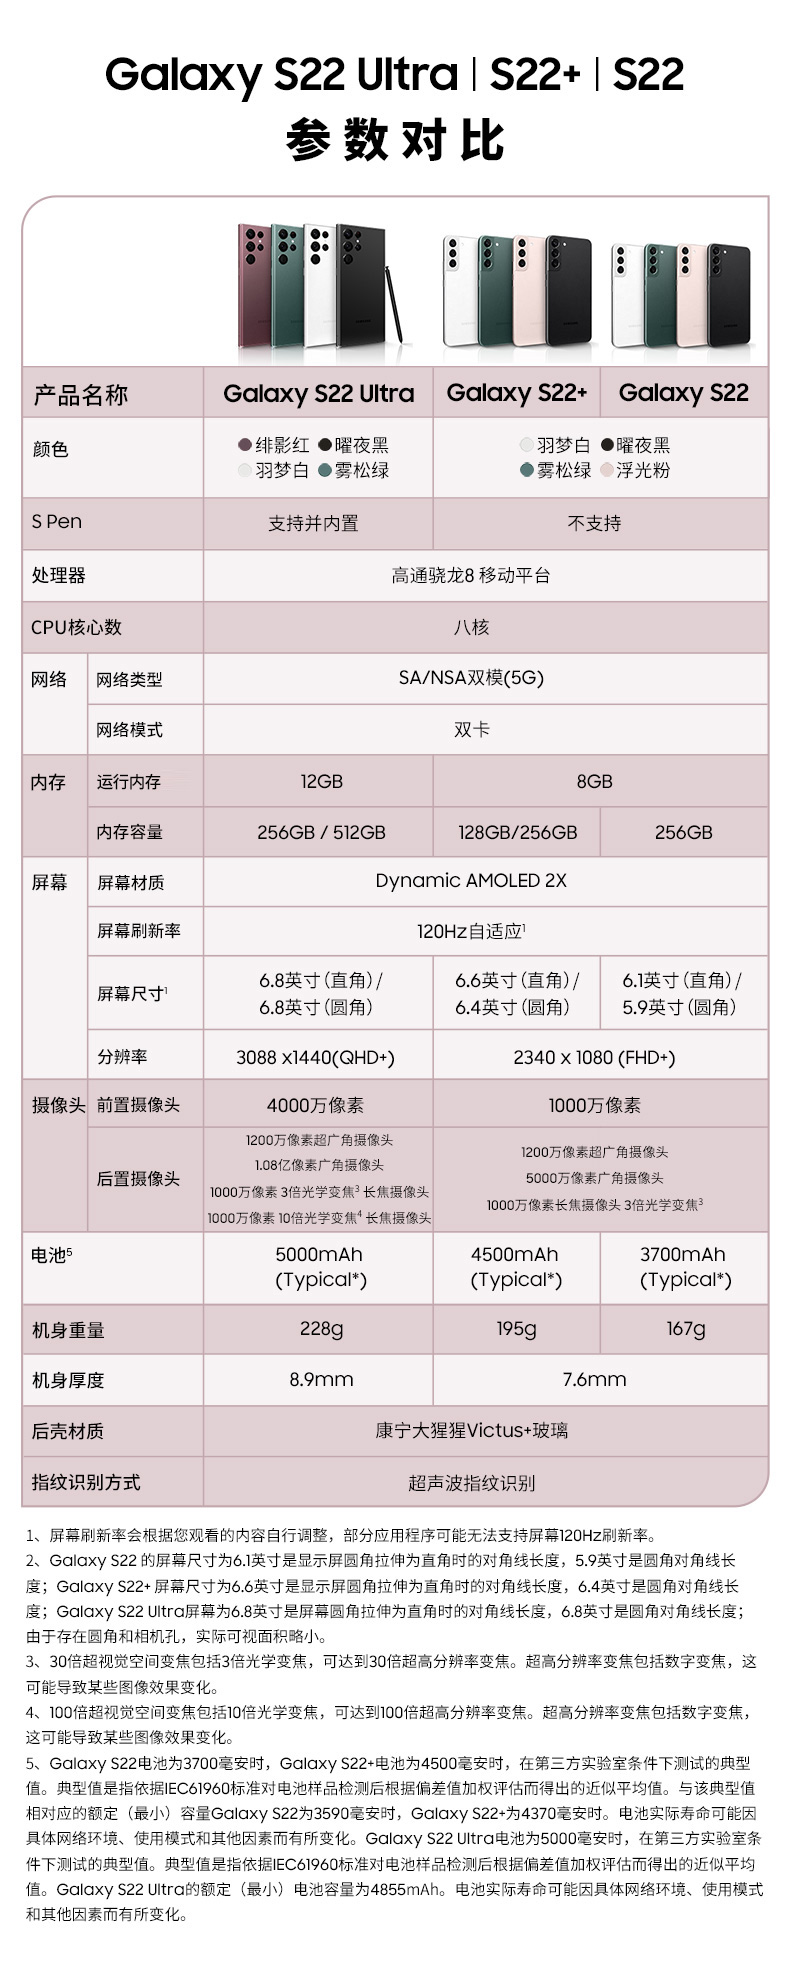 Galaxy S22 Ultra | S22+ | S22
参数对比
产品名称 Galaxy S22 Ultra Galaxy S22+ Galaxy S22
颜色
绯影红 曜夜黑
羽梦白 雾松绿
羽梦白 曜夜黑
雾松绿 浮光粉
S Pen 支持并内置 不支持
处理器 高通骁龙8 移动平台
CPU核心数 八核
网络 网络类型 SA/NSA双模(5G)
网络模式 双卡
内存 运行内存 12GB 8GB
内存容量 256GB / 512GB 128GB/256GB 256GB
屏幕 屏幕材质 Dynamic AMOLED 2X
屏幕刷新率 120Hz自适应¹
屏幕尺寸¹
6.8英寸（直角）/
6.8英寸（圆角）
6.6英寸（直角）/
6.4英寸（圆角）
6.1英寸（直角）/
5.9英寸（圆角）
分辨率 3088 x1440(QHD+) 2340 x 1080 (FHD+)
摄像头 前置摄像头 4000万像素 1000万像素
后置摄像头
1200万像素超广角摄像头
1.08亿像素广角摄像头
1000万像素 3倍光学变焦³ 长焦摄像头
1000万像素 10倍光学变焦⁴ 长焦摄像头
1200万像素超广角摄像头
5000万像素广角摄像头
1000万像素长焦摄像头 3倍光学变焦³
电池⁵
5000mAh
(Typical*)
4500mAh
(Typical*)
3700mAh
(Typical*)
机身重量 228g 195g 167g
机身厚度 8.9mm 7.6mm
后壳材质 康宁大猩猩Victus+玻璃
指纹识别方式 超声波指纹识别
1、屏幕刷新率会根据您观看的内容自行调整，部分应用程序可能无法支持屏幕120Hz刷新率。
2、Galaxy S22 的屏幕尺寸为6.1英寸是显示屏圆角拉伸为直角时的对角线长度，5.9英寸是圆角对角线长
度；Galaxy S22+ 屏幕尺寸为6.6英寸是显示屏圆角拉伸为直角时的对角线长度，6.4英寸是圆角对角线长
度；Galaxy S22 Ultra屏幕为6.8英寸是屏幕圆角拉伸为直角时的对角线长度，6.8英寸是圆角对角线长度；
由于存在圆角和相机孔，实际可视面积略小。
3、30倍超视觉空间变焦包括3倍光学变焦，可达到30倍超高分辨率变焦。超高分辨率变焦包括数字变焦，这
可能导致某些图像效果变化。
4、100倍超视觉空间变焦包括10倍光学变焦，可达到100倍超高分辨率变焦。超高分辨率变焦包括数字变焦，
这可能导致某些图像效果变化。
5、Galaxy S22电池为3700毫安时，Galaxy S22+电池为4500毫安时，在第三方实验室条件下测试的典型
值。典型值是指依据IEC61960标准对电池样品检测后根据偏差值加权评估而得出的近似平均值。与该典型值
相对应的额定（最小）容量Galaxy S22为3590毫安时，Galaxy S22+为4370毫安时。电池实际寿命可能因
具体网络环境、使用模式和其他因素而有所变化。Galaxy S22 Ultra电池为5000毫安时，在第三方实验室条
件下测试的典型值。典型值是指依据IEC61960标准对电池样品检测后根据偏差值加权评估而得出的近似平均
值。Galaxy S22 Ultra的额定（最小）电池容量为4855mAh。电池实际寿命可能因具体网络环境、使用模式
和其他因素而有所变化。